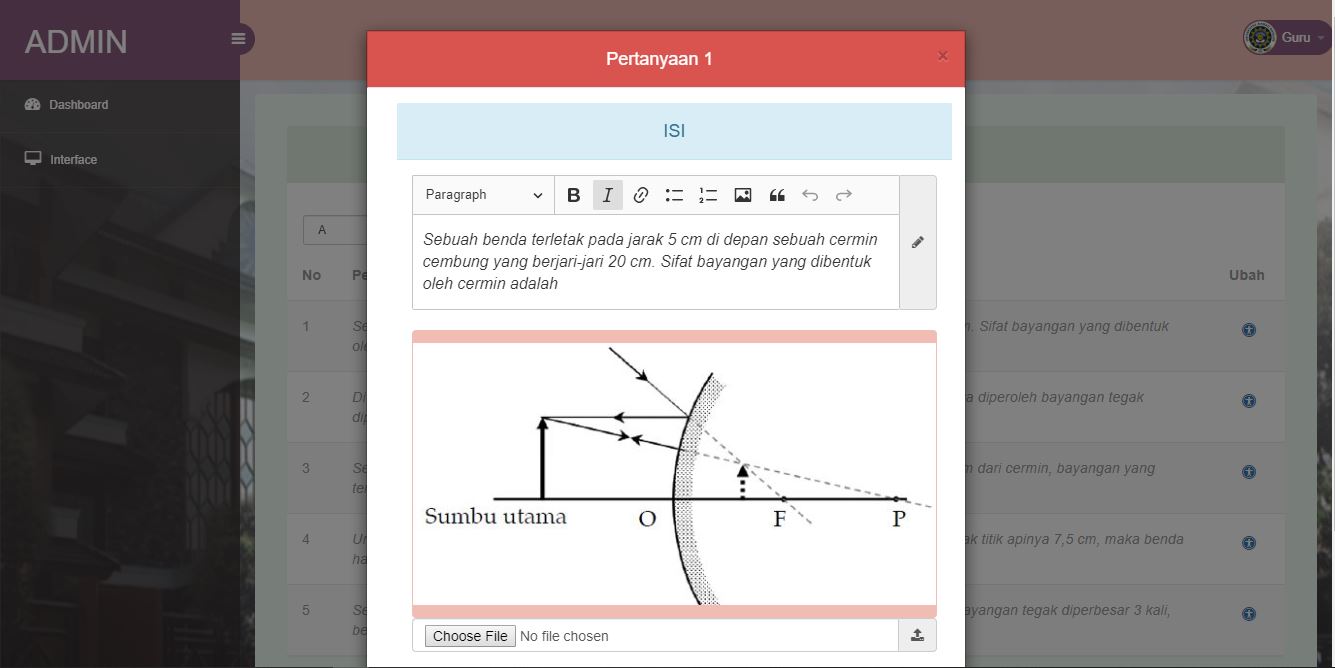 ADMIN
Guru
Dashboard
Interface
Pertanyaan 1
×
ISI
Paragraph
B I
Sebuah benda terletak pada jarak 5 cm di depan sebuah cermin
cembung yang berjari-jari 20 cm. Sifat bayangan yang dibentuk
oleh cermin adalah
Sumbu utama O F P
Choose File No file chosen
A
No Pe Ubah
1 Se . Sifat bayangan yang dibentuk
ole
2 Di a diperoleh bayangan tegak
dip
3 Se m dari cermin, bayangan yang
ter
4 Ur ak titik apinya 7,5 cm, maka benda
ha
5 Se ayangan tegak diperbesar 3 kali,
be